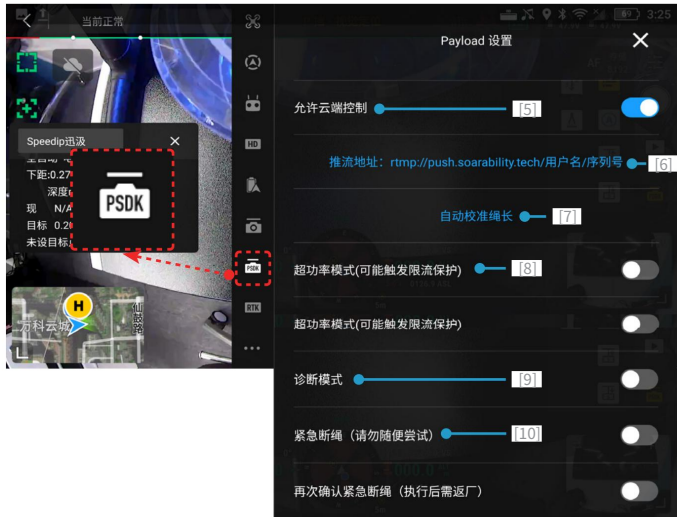 当前正常
Speedip迅汲
下距:0.27
深度
现 N/A
目标 0.20
未设目标
PSDK
HD
PSDK
RTK
H
万科云城
3:25
Payload 设置
允许云端控制 [5]
推流地址：rtmp://push.soarability.tech/用户名/序列号 [6]
自动校准绳长 [7]
超功率模式(可能触发限流保护) [8]
超功率模式(可能触发限流保护)
诊断模式 [9]
紧急断绳（请勿随便尝试） [10]
再次确认紧急断绳（执行后需返厂）